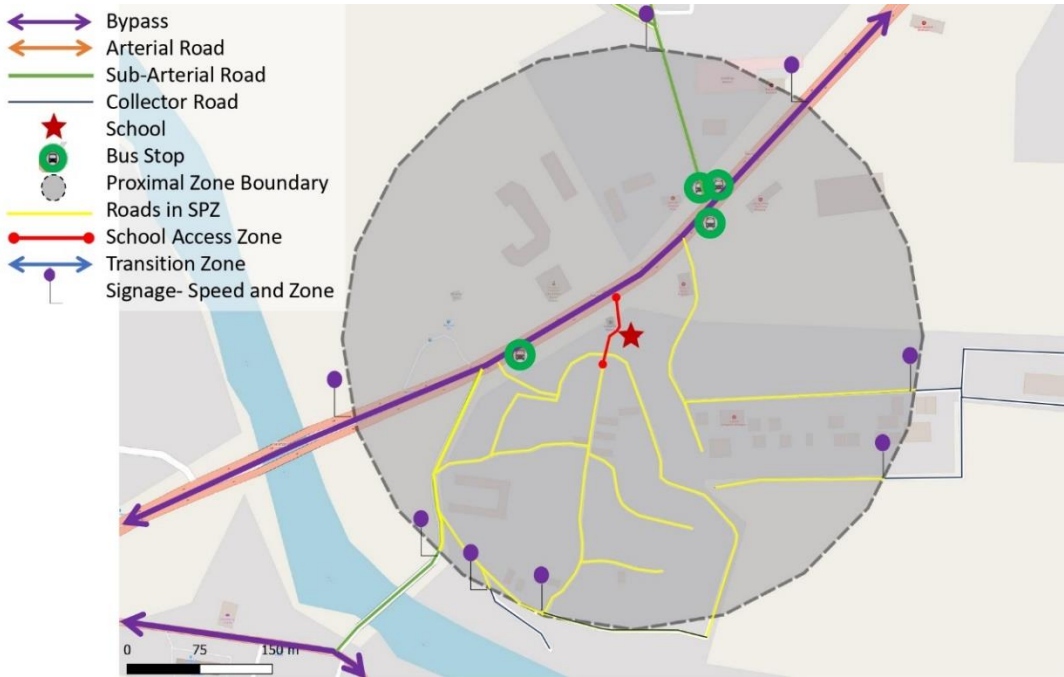 Bypass
Arterial Road
Sub-Arterial Road
Collector Road
School
Bus Stop
Proximal Zone Boundary
Roads in SPZ
School Access Zone
Transition Zone
Signage- Speed and Zone
0 75 150 m